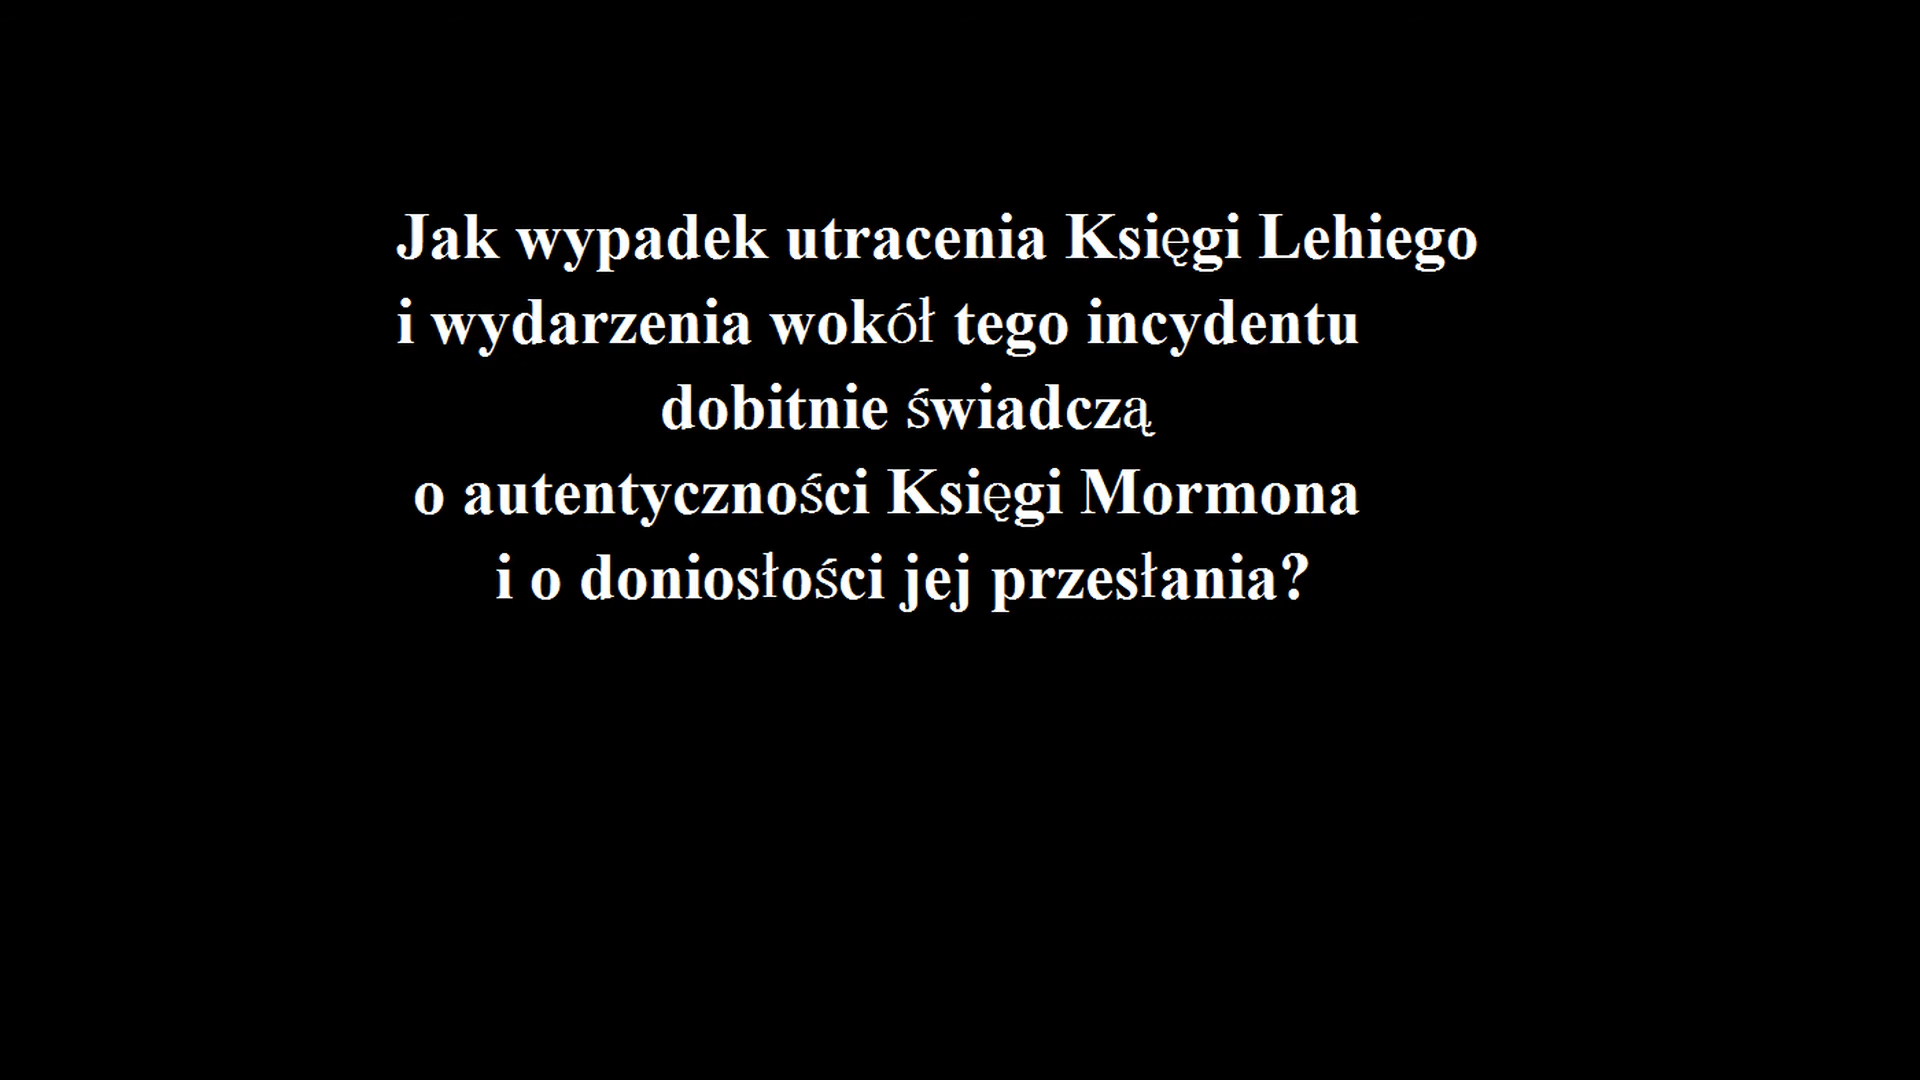 Jak wypadek utracenia Księgi Lehiego
i wydarzenia wokół tego incydentu
dobitnie świadczą
o autentyczności Księgi Mormona
i o doniosłości jej przesłania?